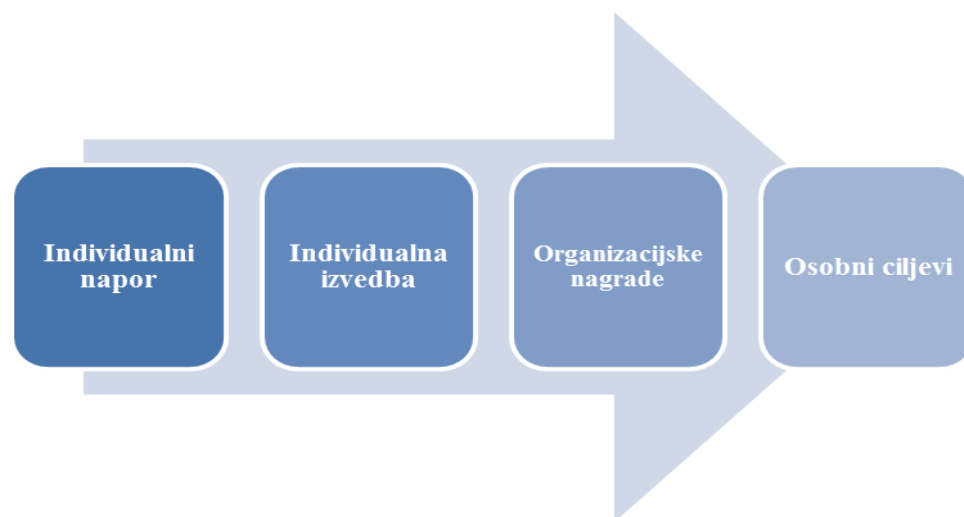 Individualni
napor
Individualna
izvedba
Organizacijske
nagrade
Osobni ciljevi